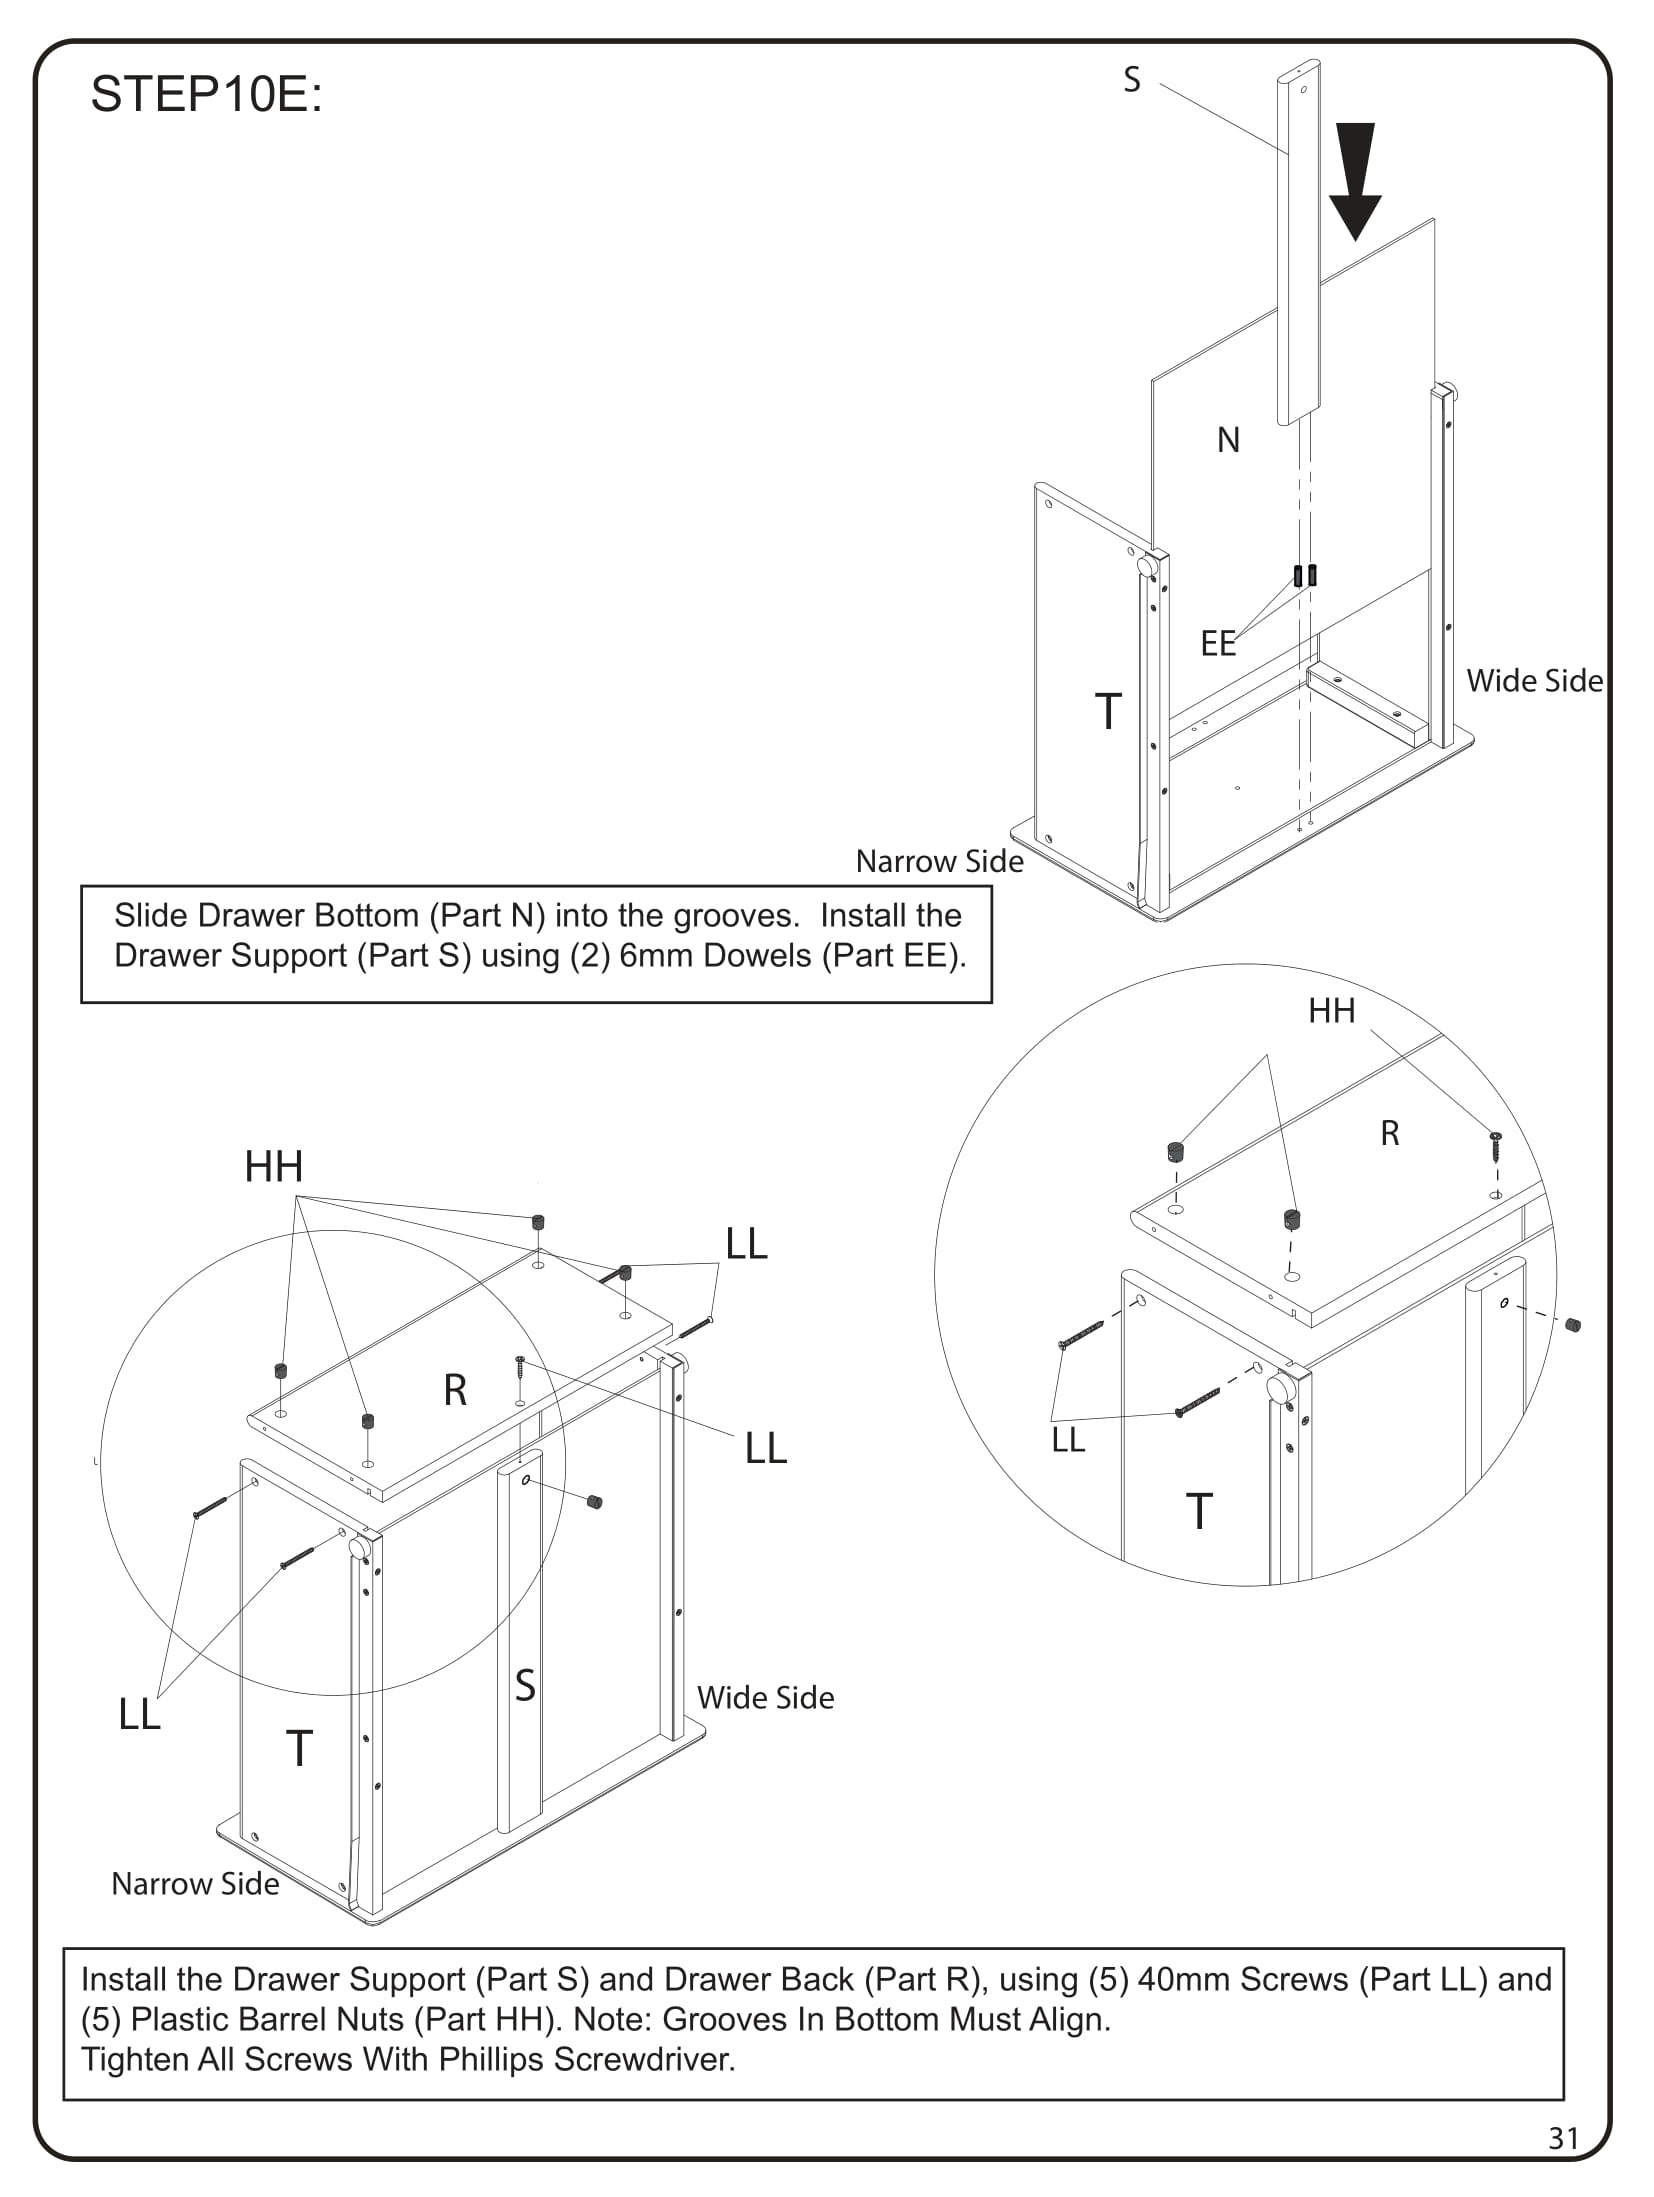 STEP10E:
S
N
EE
T
Wide Side
Narrow Side
Slide Drawer Bottom (Part N) into the grooves.  Install the
Drawer Support (Part S) using (2) 6mm Dowels (Part EE).
HH
R
LL
T
HH
LL
R
LL
S
LL
T
Wide Side
Narrow Side
Install the Drawer Support (Part S) and Drawer Back (Part R), using (5) 40mm Screws (Part LL) and
(5) Plastic Barrel Nuts (Part HH). Note: Grooves In Bottom Must Align.
Tighten All Screws With Phillips Screwdriver.
31